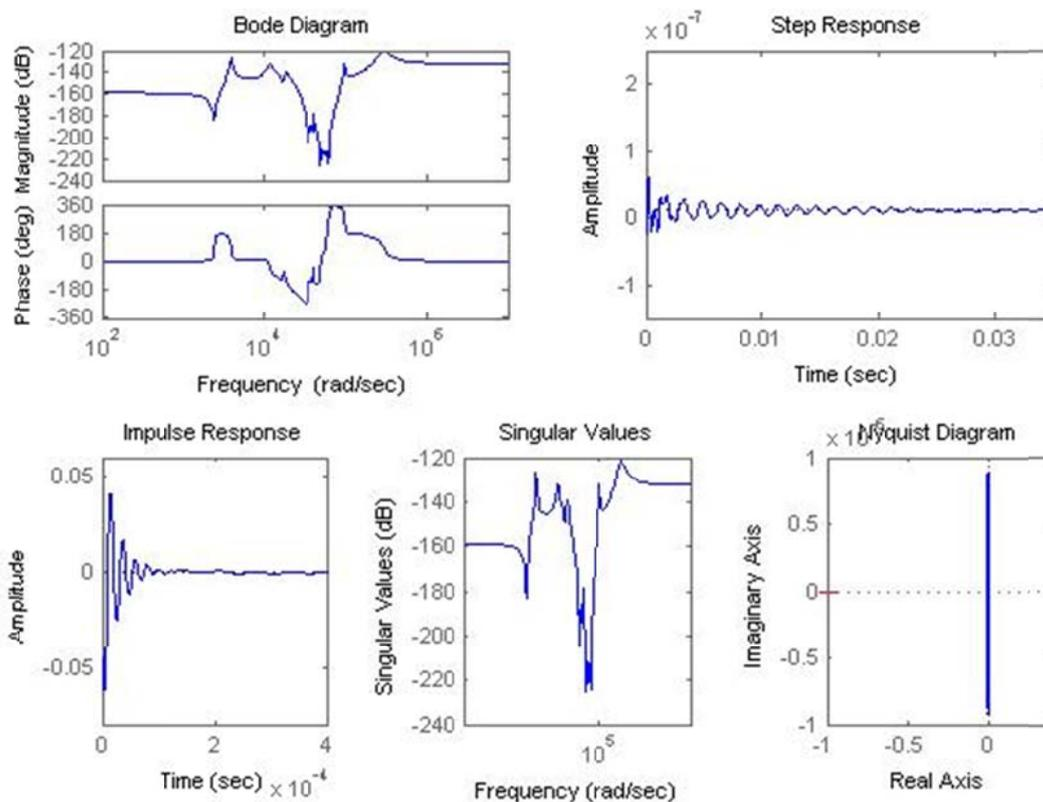 Bode Diagram
Magnitude (dB)
-120
-140
-160
-180
-200
-220
-240
Phase (deg)
360
180
0
-180
-360
10^2
10^4
10^6
Frequency (rad/sec)
Step Response
x 10^-7
Amplitude
2
1
0
-1
0
0.01
0.02
0.03
Time (sec)
Impulse Response
Amplitude
0.05
0
-0.05
0
2
4
Time (sec)
x 10^-4
Singular Values
Singular Values (dB)
-120
-140
-160
-180
-200
-220
-240
10^5
Frequency (rad/sec)
Nyquist Diagram
x 10^-6
Imaginary Axis
1
0.5
0
-0.5
-1
-1
-0.5
0
Real Axis